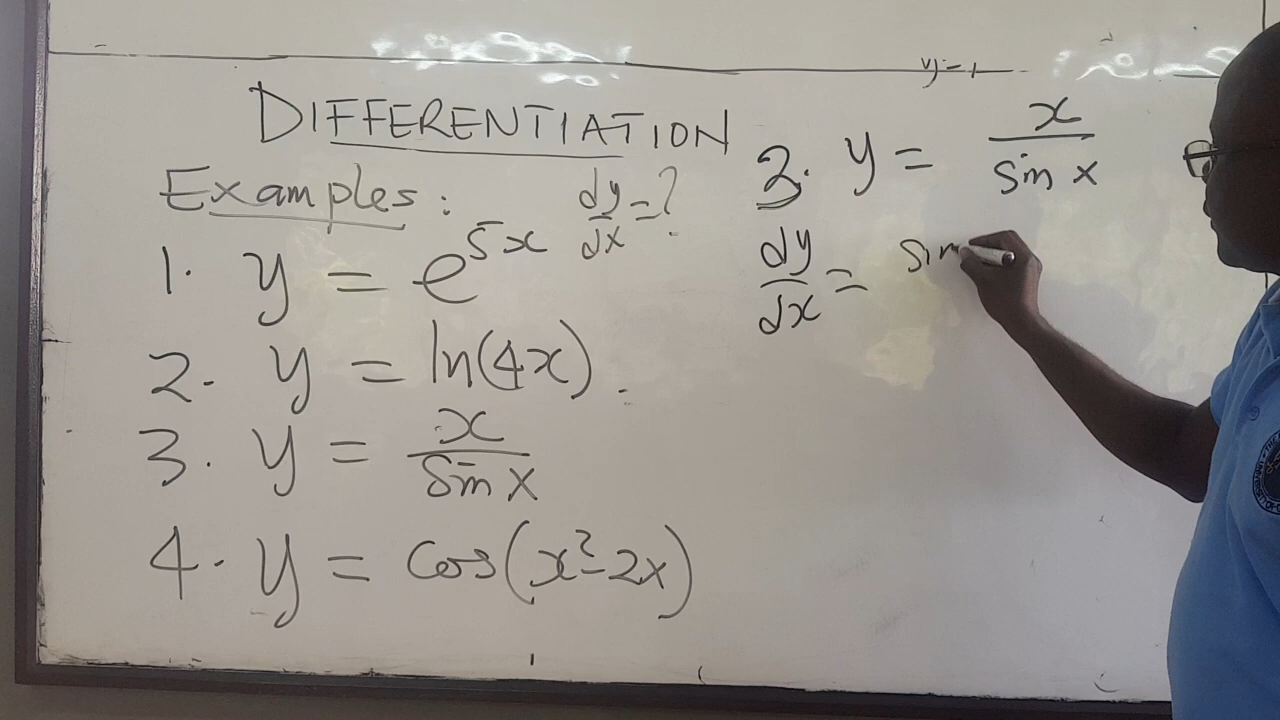 DIFFERENTIATION
Examples: dy/dx = ?
1. y = e^5x
2. y = ln(4x).
3. y = x/sin x
4. y = cos(x²-2x)
3. y = x/sin x
dy/dx = sin